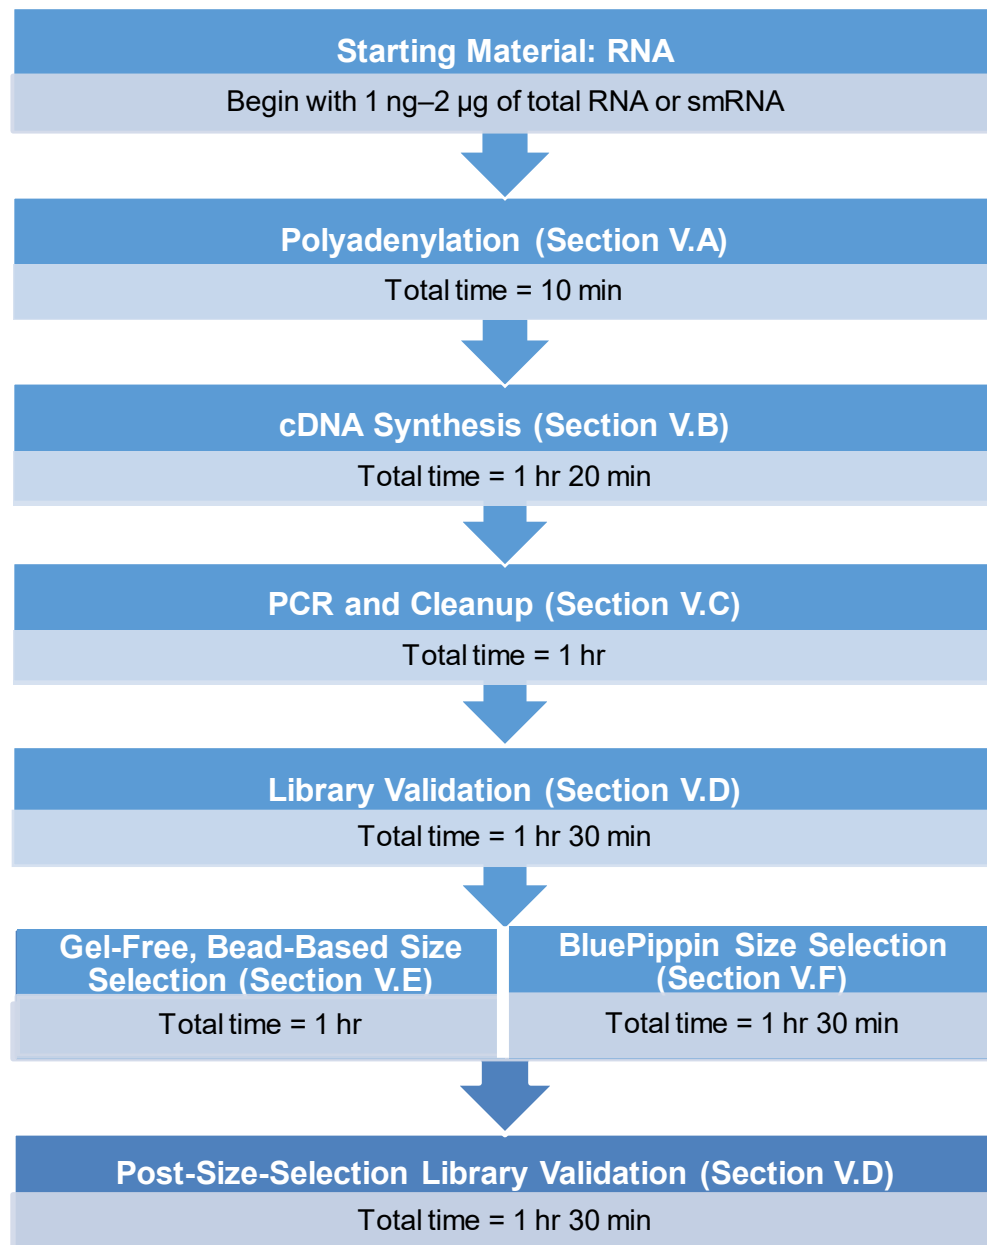 Starting Material: RNA
Begin with 1 ng–2 µg of total RNA or smRNA
Polyadenylation (Section V.A)
Total time = 10 min
cDNA Synthesis (Section V.B)
Total time = 1 hr 20 min
PCR and Cleanup (Section V.C)
Total time = 1 hr
Library Validation (Section V.D)
Total time = 1 hr 30 min
Gel-Free, Bead-Based Size
Selection (Section V.E)
Total time = 1 hr
BluePippin Size Selection
(Section V.F)
Total time = 1 hr 30 min
Post-Size-Selection Library Validation (Section V.D)
Total time = 1 hr 30 min